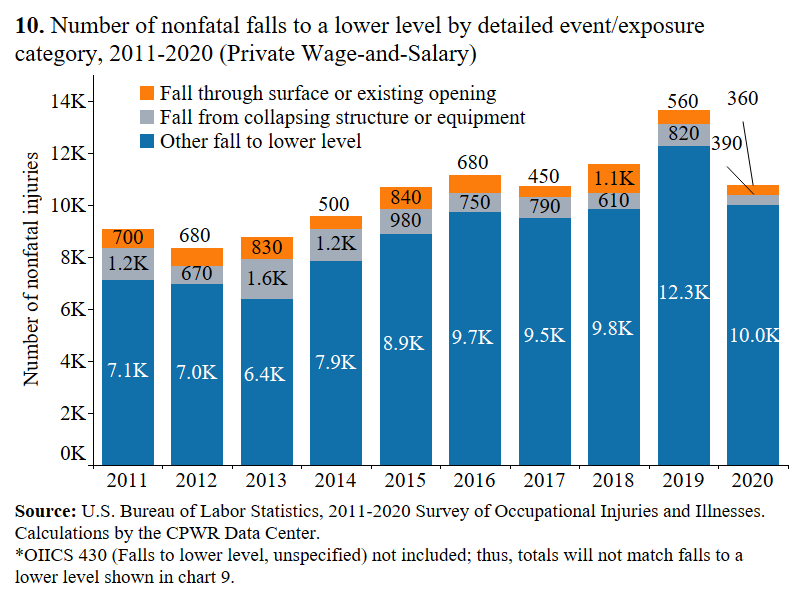 10. Number of nonfatal falls to a lower level by detailed event/exposure
category, 2011-2020 (Private Wage-and-Salary)
Number of nonfatal injuries
14K
12K
10K
8K
6K
4K
2K
0K
Fall through surface or existing opening
Fall from collapsing structure or equipment
Other fall to lower level
700
1.2K
7.1K
680
670
7.0K
830
1.6K
6.4K
500
1.2K
7.9K
840
980
8.9K
680
750
9.7K
450
790
9.5K
1.1K
610
9.8K
560
820
12.3K
360
390
10.0K
2011 2012 2013 2014 2015 2016 2017 2018 2019 2020
Source: U.S. Bureau of Labor Statistics, 2011-2020 Survey of Occupational Injuries and Illnesses.
Calculations by the CPWR Data Center.
*OIICS 430 (Falls to lower level, unspecified) not included; thus, totals will not match falls to a
lower level shown in chart 9.